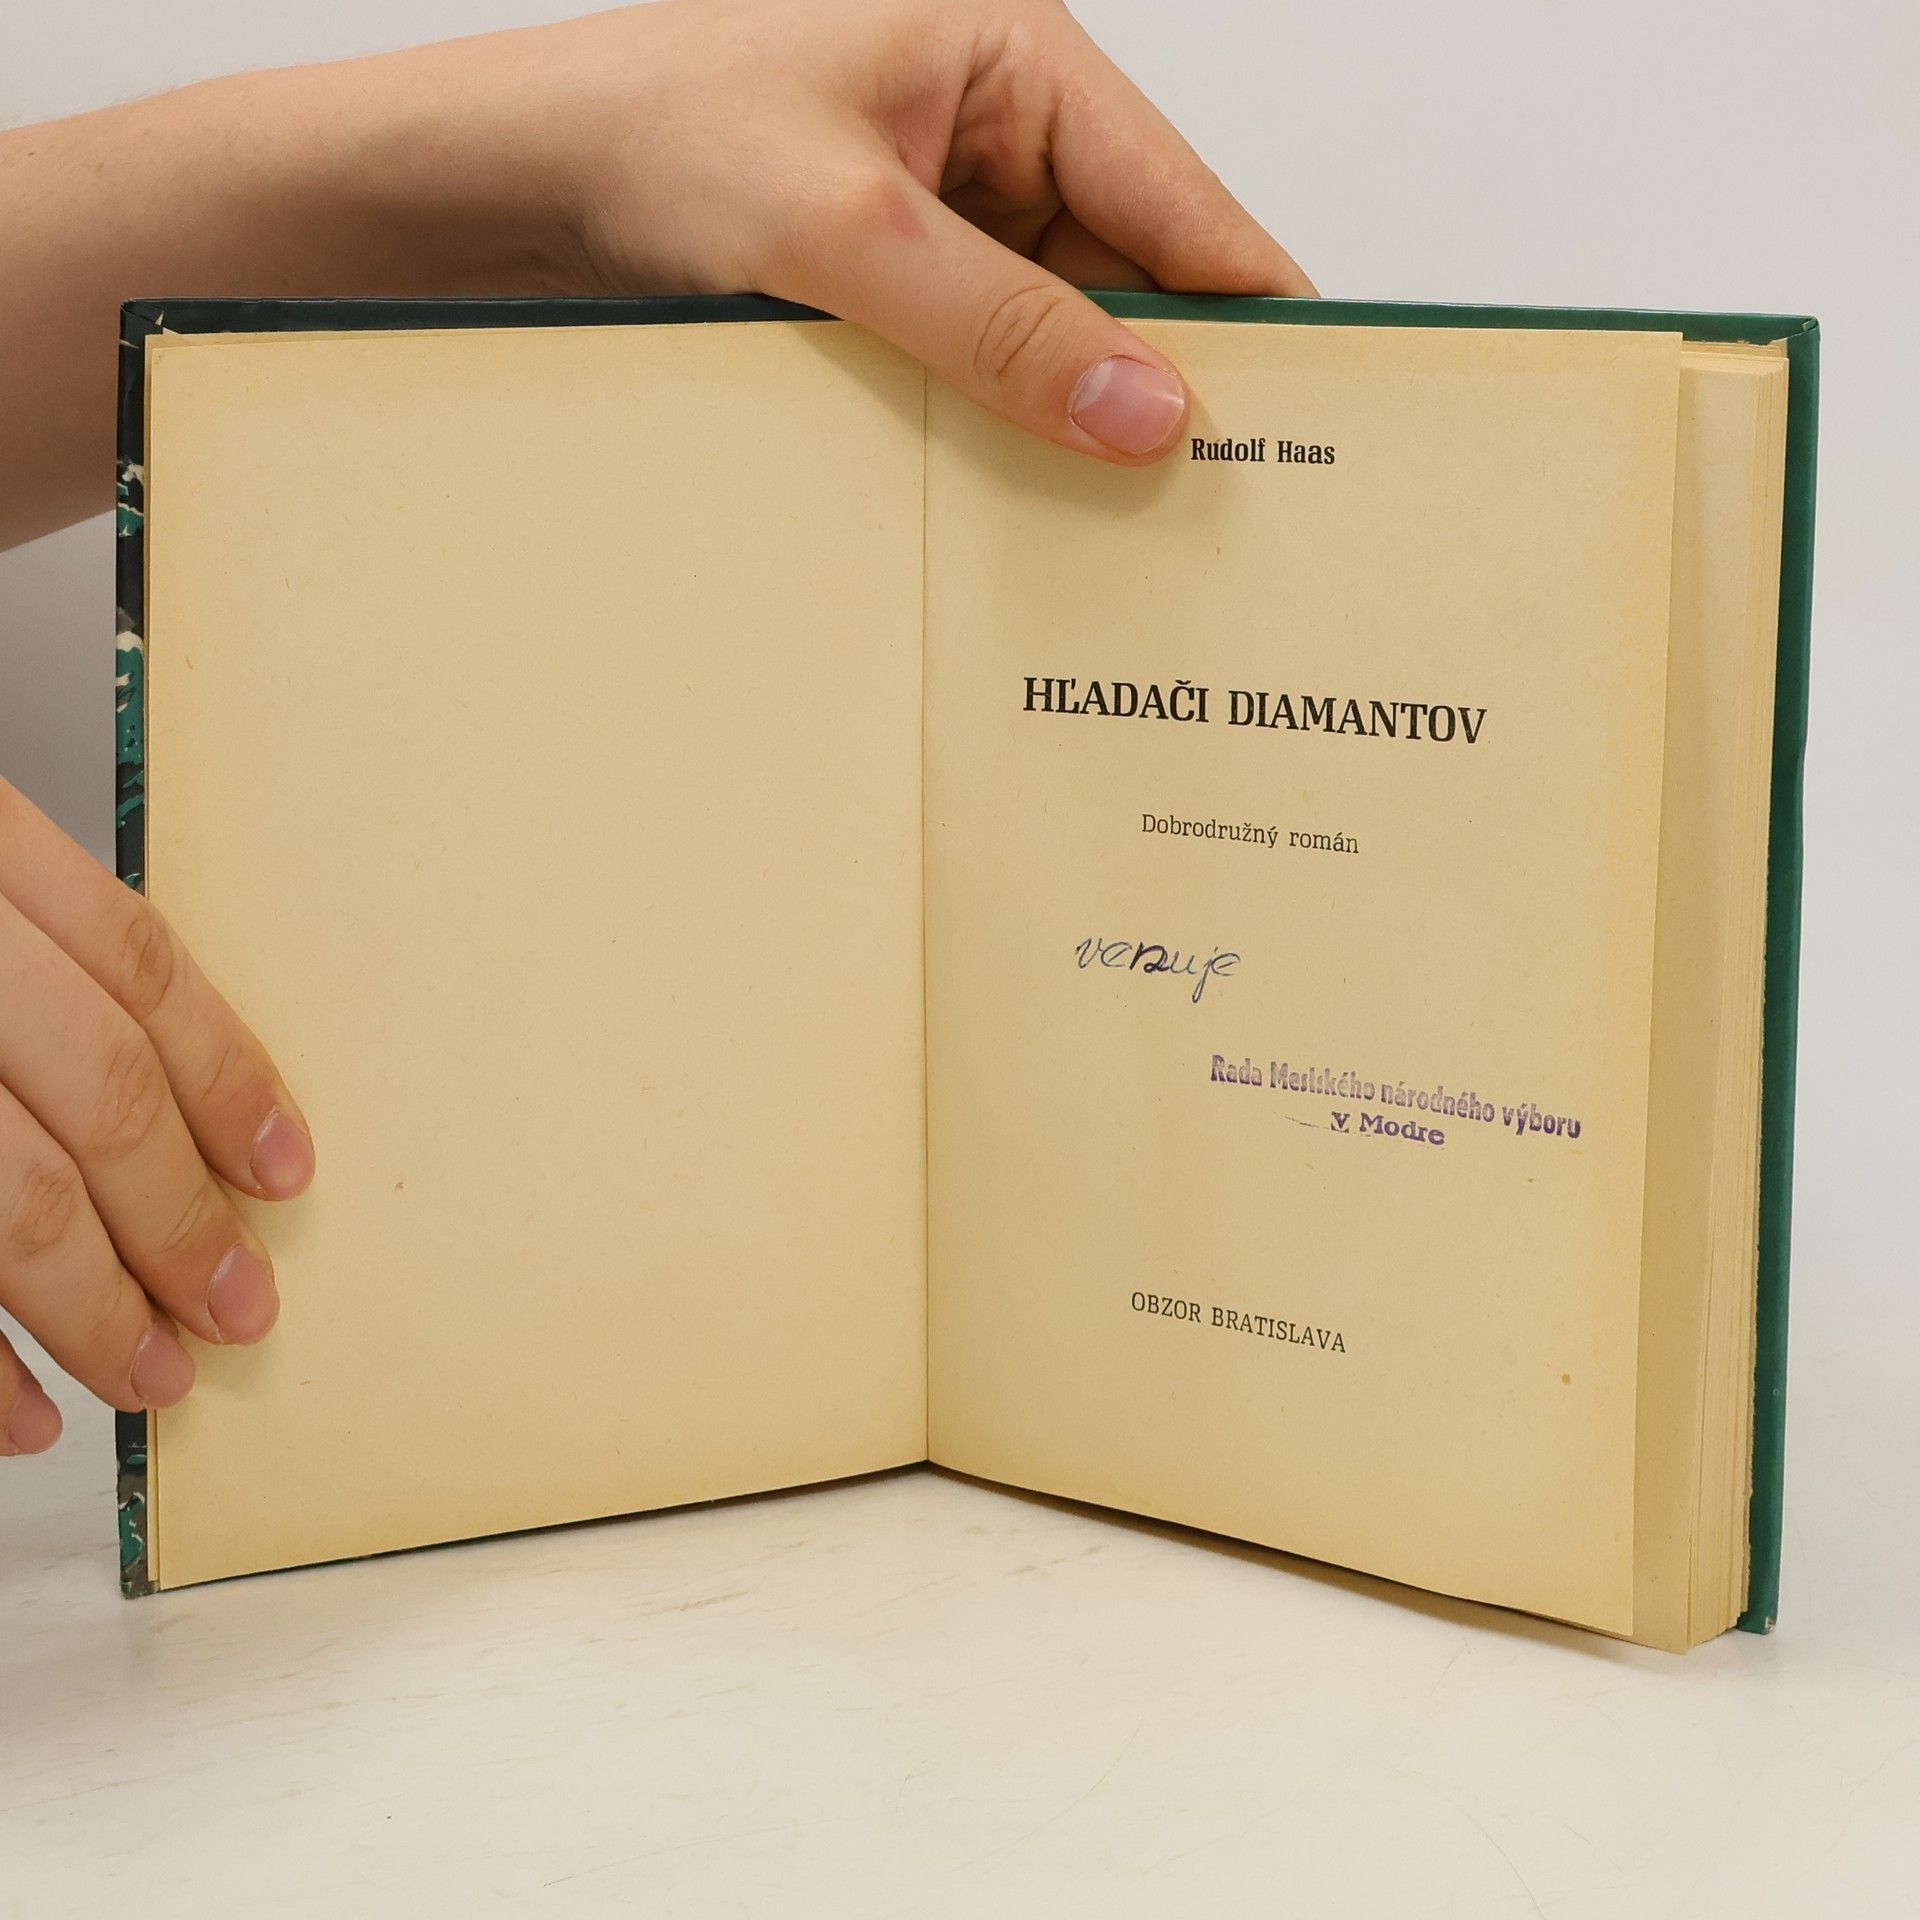 Rudolf Haas
HĽADAČI DIAMANTOV
Dobrodružný román
venuje
Rada Mestského národného výboru
v Modre
OBZOR BRATISLAVA